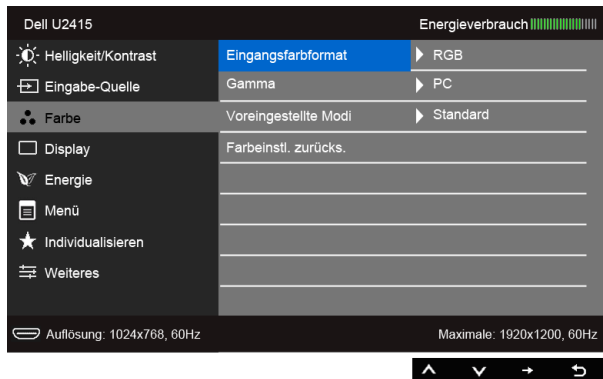 Dell U2415 Energieverbrauch
Helligkeit/Kontrast Eingangsfarbformat RGB
Eingabe-Quelle Gamma PC
Farbe Voreingestellte Modi Standard
Display Farbeinstl. zurücks.
Energie
Menü
Individualisieren
Weiteres
Auflösung: 1024x768, 60Hz Maximale: 1920x1200, 60Hz